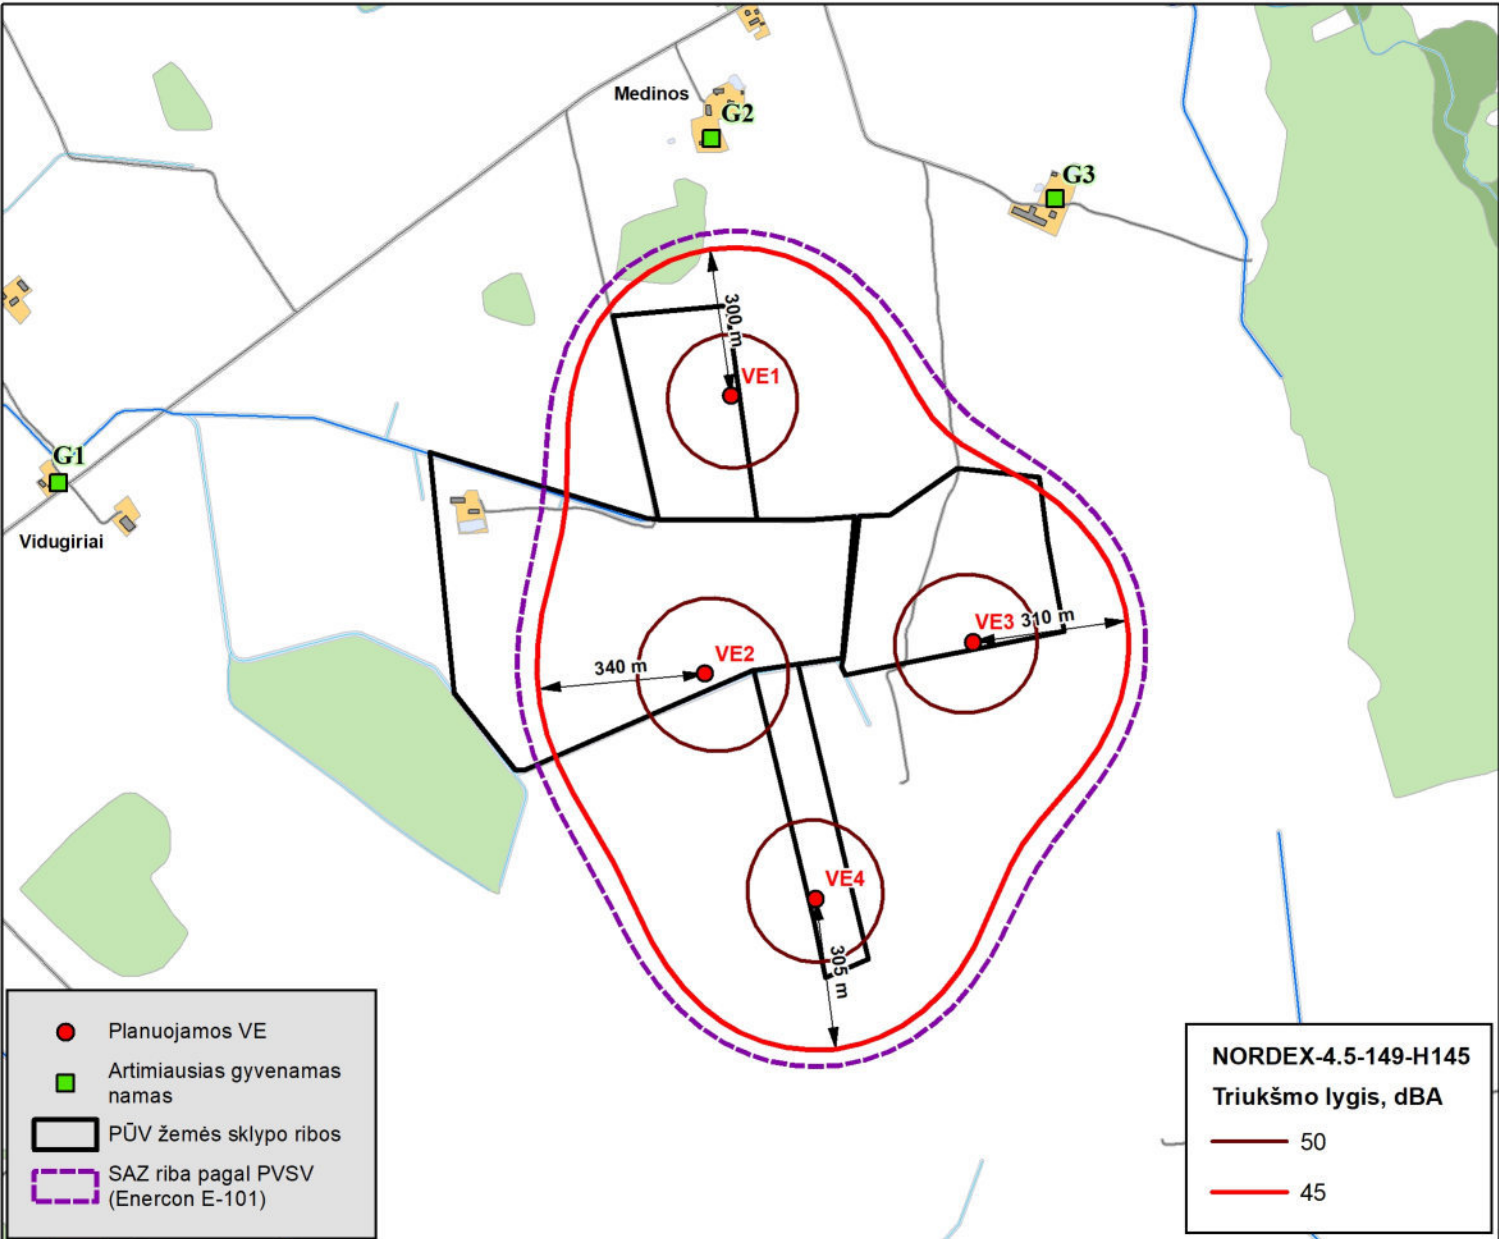 Medinos
G2
G3
300 m
VE1
G1
Vidugiriai
VE3
310 m
VE2
340 m
VE4
305 m
Planuojamos VE
Artimiausias gyvenamas
namas
PŪV žemės sklypo ribos
SAZ riba pagal PVSV
(Enercon E-101)
NORDEX-4.5-149-H145
Triukšmo lygis, dBA
50
45